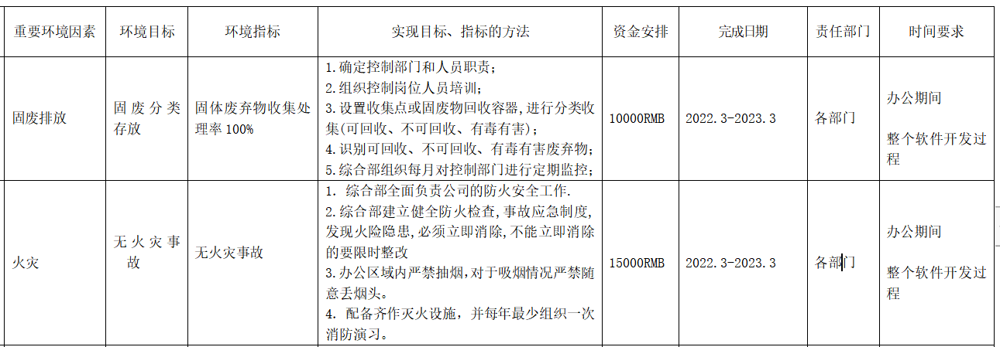 重要环境因素
环境目标
环境指标
实现目标、指标的方法
资金安排
完成日期
责任部门
时间要求
固废排放
固废分类
存放
固体废弃物收集处
理率100%
1.确定控制部门和人员职责;
2.组织控制岗位人员培训;
3.设置收集点或固废物回收容器,进行分类收
集(可回收、不可回收、有毒有害);
4.识别可回收、不可回收、有毒有害废弃物;
5.综合部组织每月对控制部门进行定期监控;
10000RMB
2022.3-2023.3
各部门
办公期间
整个软件开发过
程
火灾
无火灾事
故
无火灾事故
1. 综合部全面负责公司的防火安全工作.
2.综合部建立健全防火检查,事故应急制度,
发现火险隐患,必须立即消除,不能立即消除
的要限时整改
3.办公区域内严禁抽烟,对于吸烟情况严禁随
意丢烟头。
4. 配备齐作灭火设施，并每年最少组织一次
消防演习。
15000RMB
2022.3-2023.3
各部门
办公期间
整个软件开发过
程